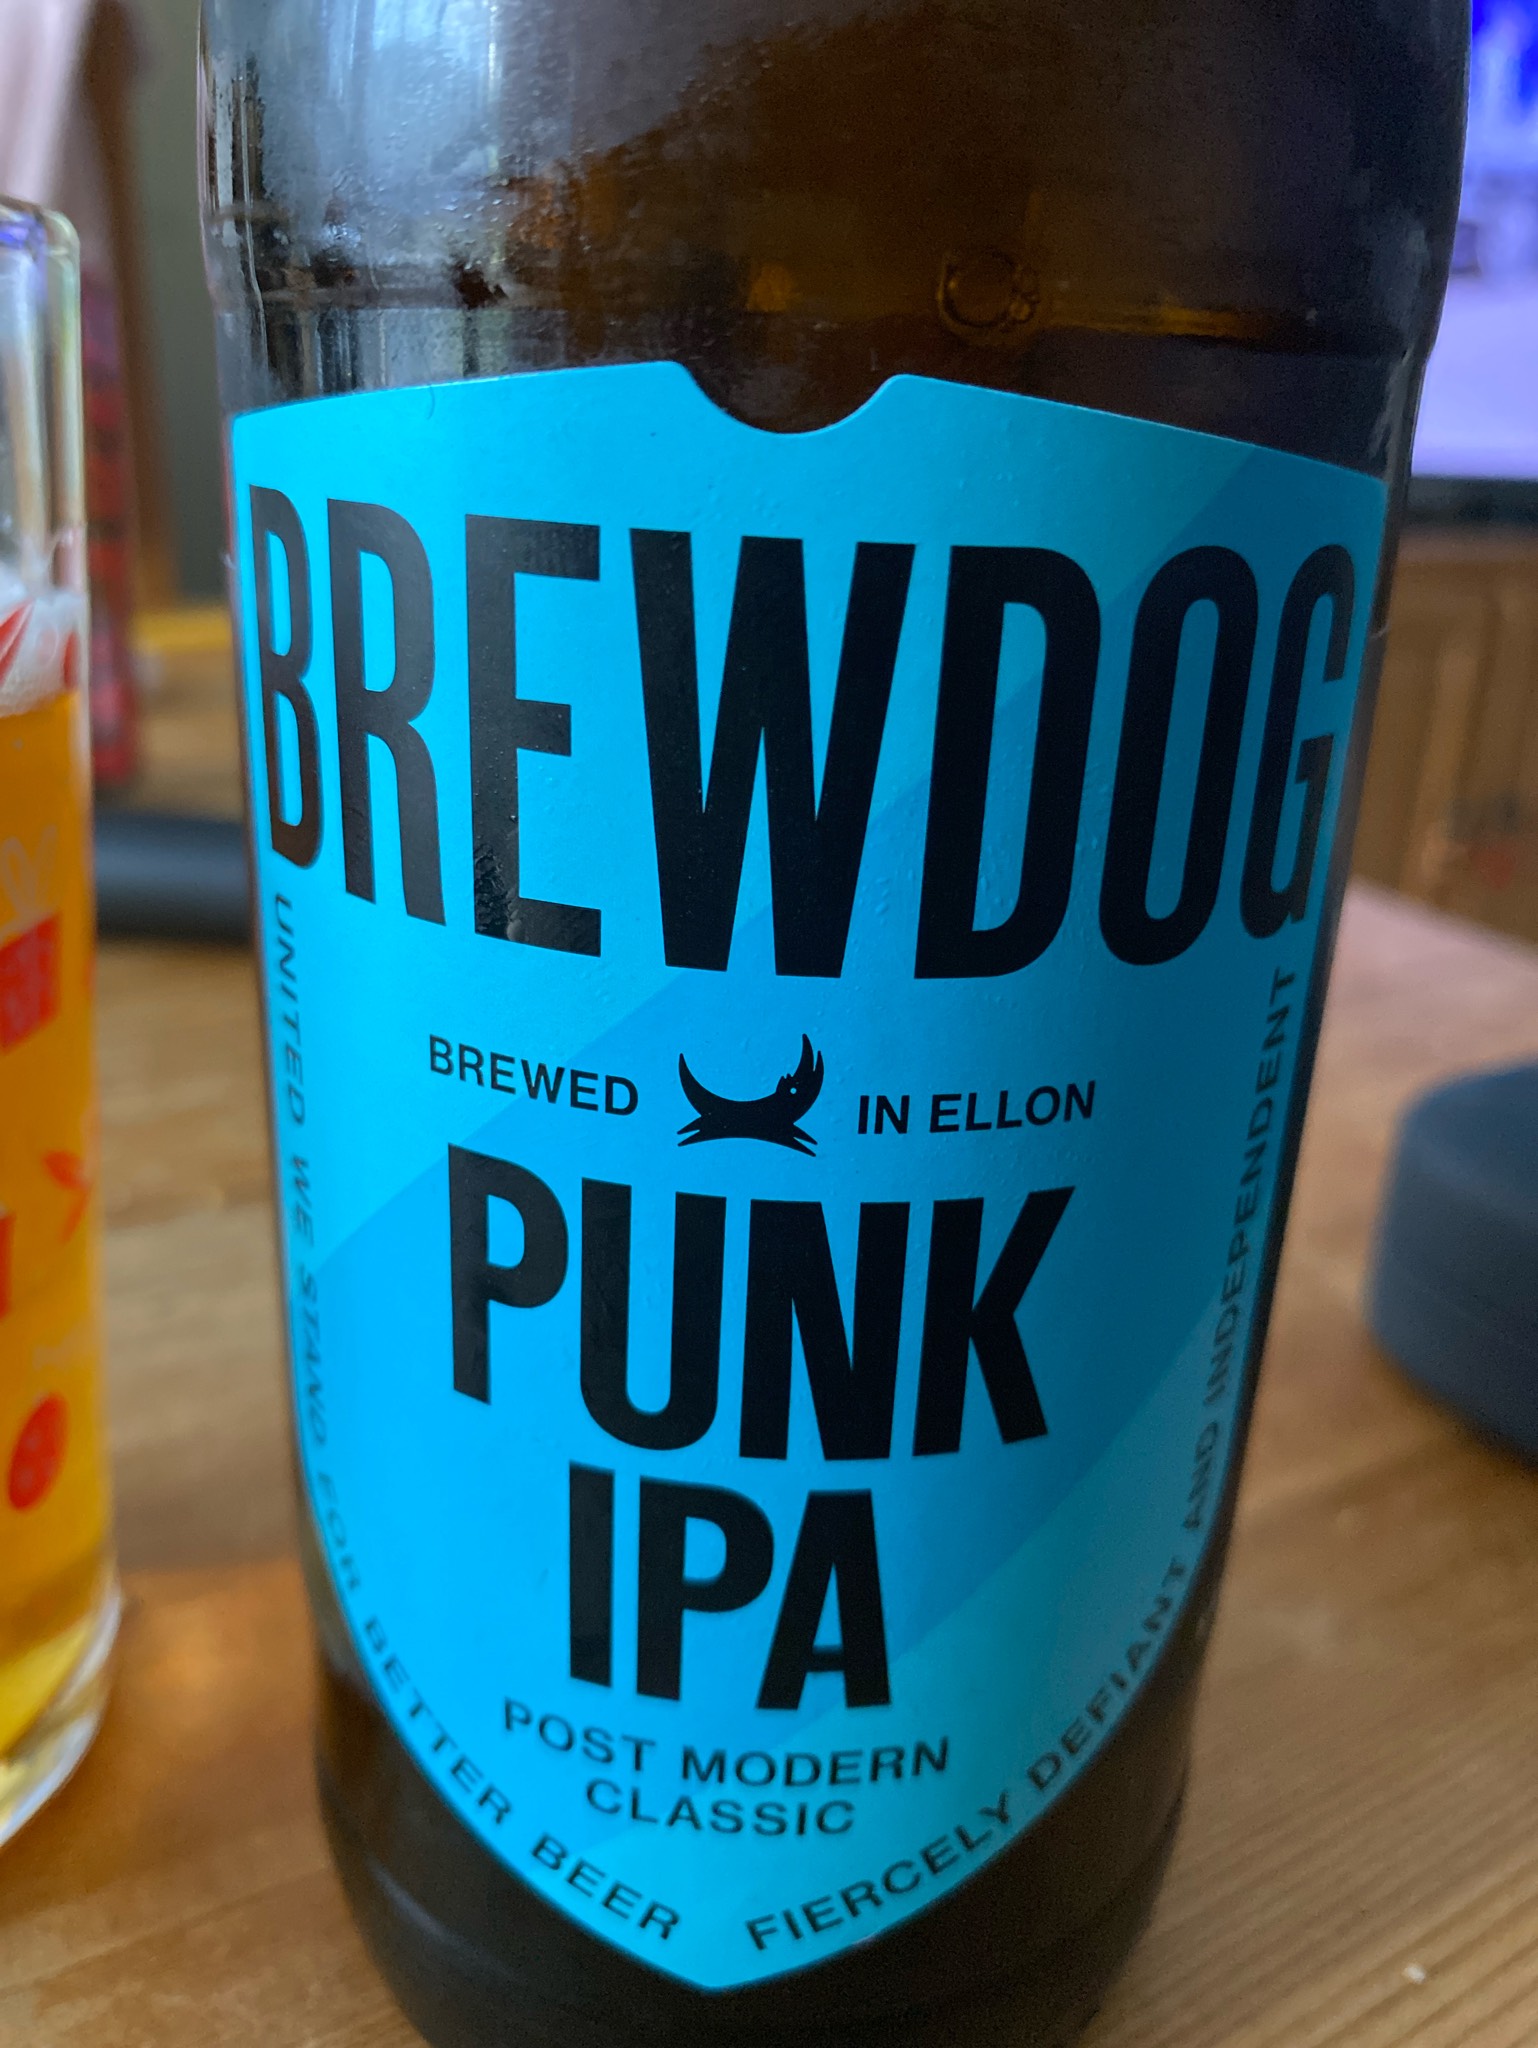 BREWDOG
BREWED IN ELLON
PUNK
IPA
POST MODERN
CLASSIC
UNITED WE STAND FOR BETTER BEER
FIERCELY DEFIANT AND INDEPENDENT